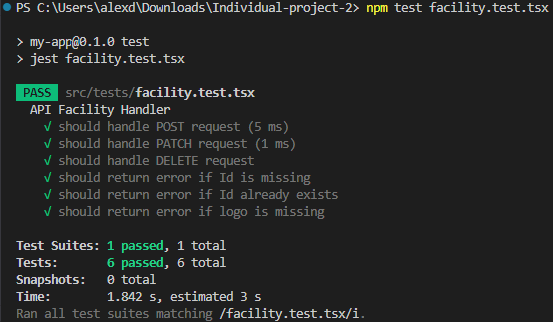 PS C:\Users\alexd\Downloads\Individual-project-2> npm test facility.test.tsx
> my-app@0.1.0 test
> jest facility.test.tsx
PASS src/tests/facility.test.tsx
API Facility Handler
√ should handle POST request (5 ms)
√ should handle PATCH request (1 ms)
√ should handle DELETE request
√ should return error if Id is missing
√ should return error if Id already exists
√ should return error if logo is missing
Test Suites: 1 passed, 1 total
Tests: 6 passed, 6 total
Snapshots: 0 total
Time: 1.842 s, estimated 3 s
Ran all test suites matching /facility.test.tsx/i.